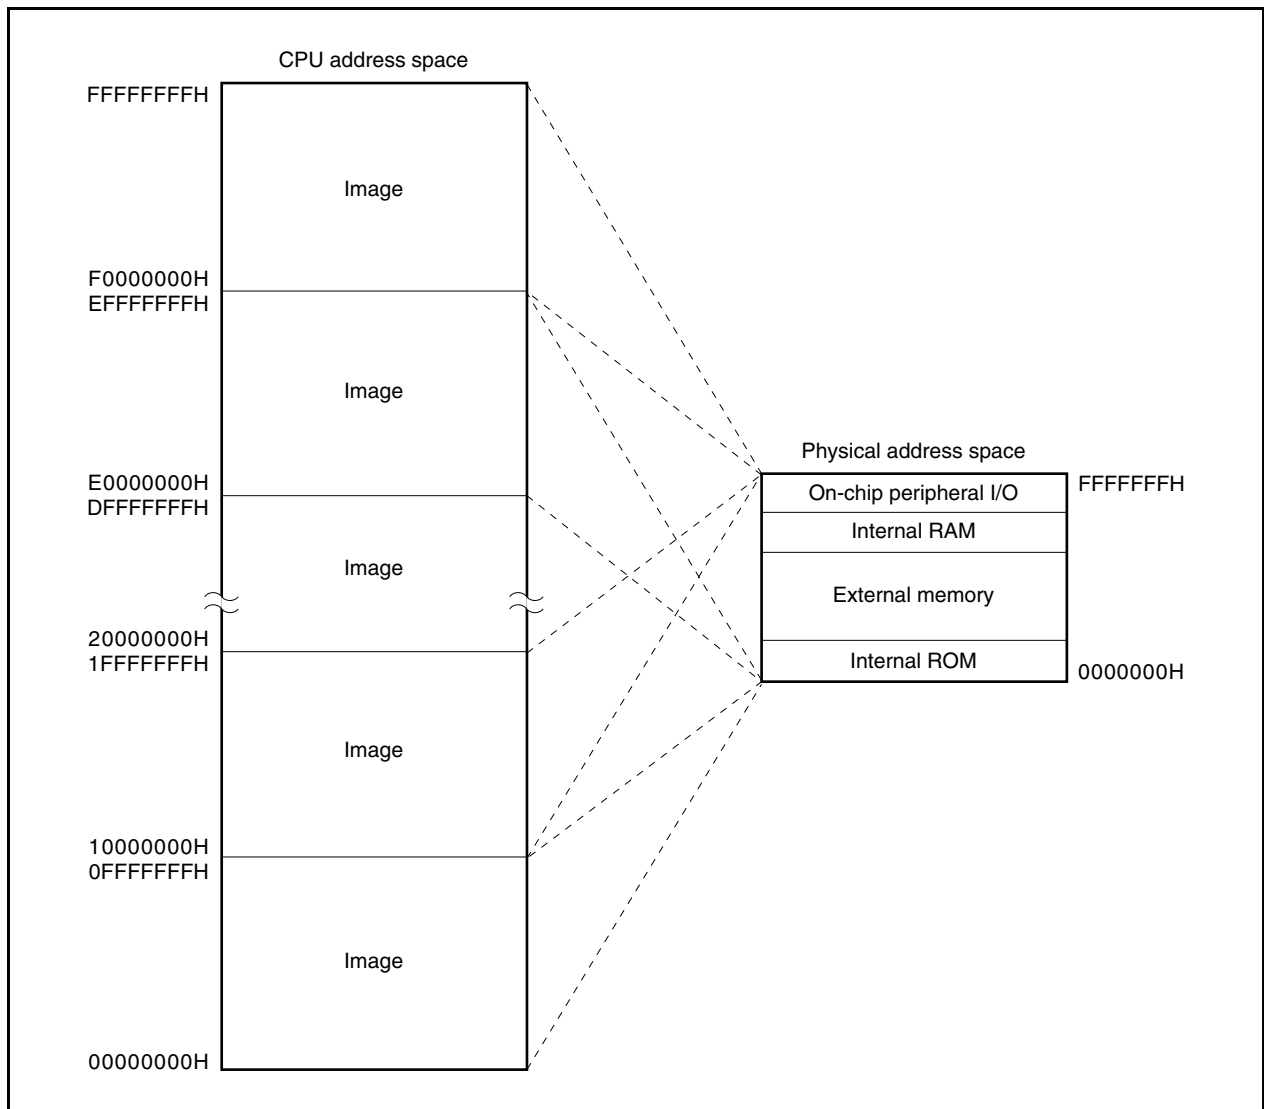 CPU address space
FFFFFFFFH
Image
F0000000H
EFFFFFFFH
Image
E0000000H
DFFFFFFFH
Image
20000000H
1FFFFFFFH
Image
10000000H
0FFFFFFFH
Image
00000000H
Physical address space
On-chip peripheral I/O
FFFFFFFH
Internal RAM
External memory
Internal ROM
0000000H